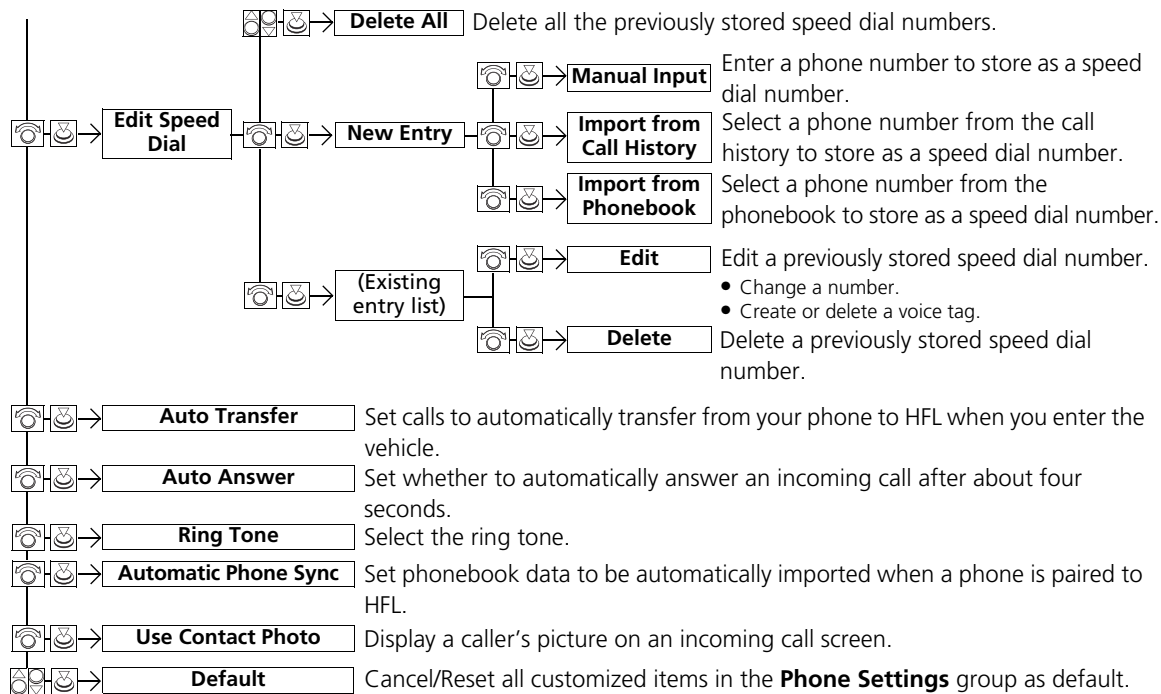 Delete All
Delete all the previously stored speed dial numbers.
Manual Input
Enter a phone number to store as a speed
dial number.
Edit Speed
Dial
New Entry
Import from
Call History
Select a phone number from the call
history to store as a speed dial number.
Import from
Phonebook
Select a phone number from the
phonebook to store as a speed dial number.
(Existing
entry list)
Edit
Edit a previously stored speed dial number.
● Change a number.
● Create or delete a voice tag.
Delete
Delete a previously stored speed dial
number.
Auto Transfer
Set calls to automatically transfer from your phone to HFL when you enter the
vehicle.
Auto Answer
Set whether to automatically answer an incoming call after about four
seconds.
Ring Tone
Select the ring tone.
Automatic Phone Sync
Set phonebook data to be automatically imported when a phone is paired to
HFL.
Use Contact Photo
Display a caller’s picture on an incoming call screen.
Default
Cancel/Reset all customized items in the Phone Settings group as default.